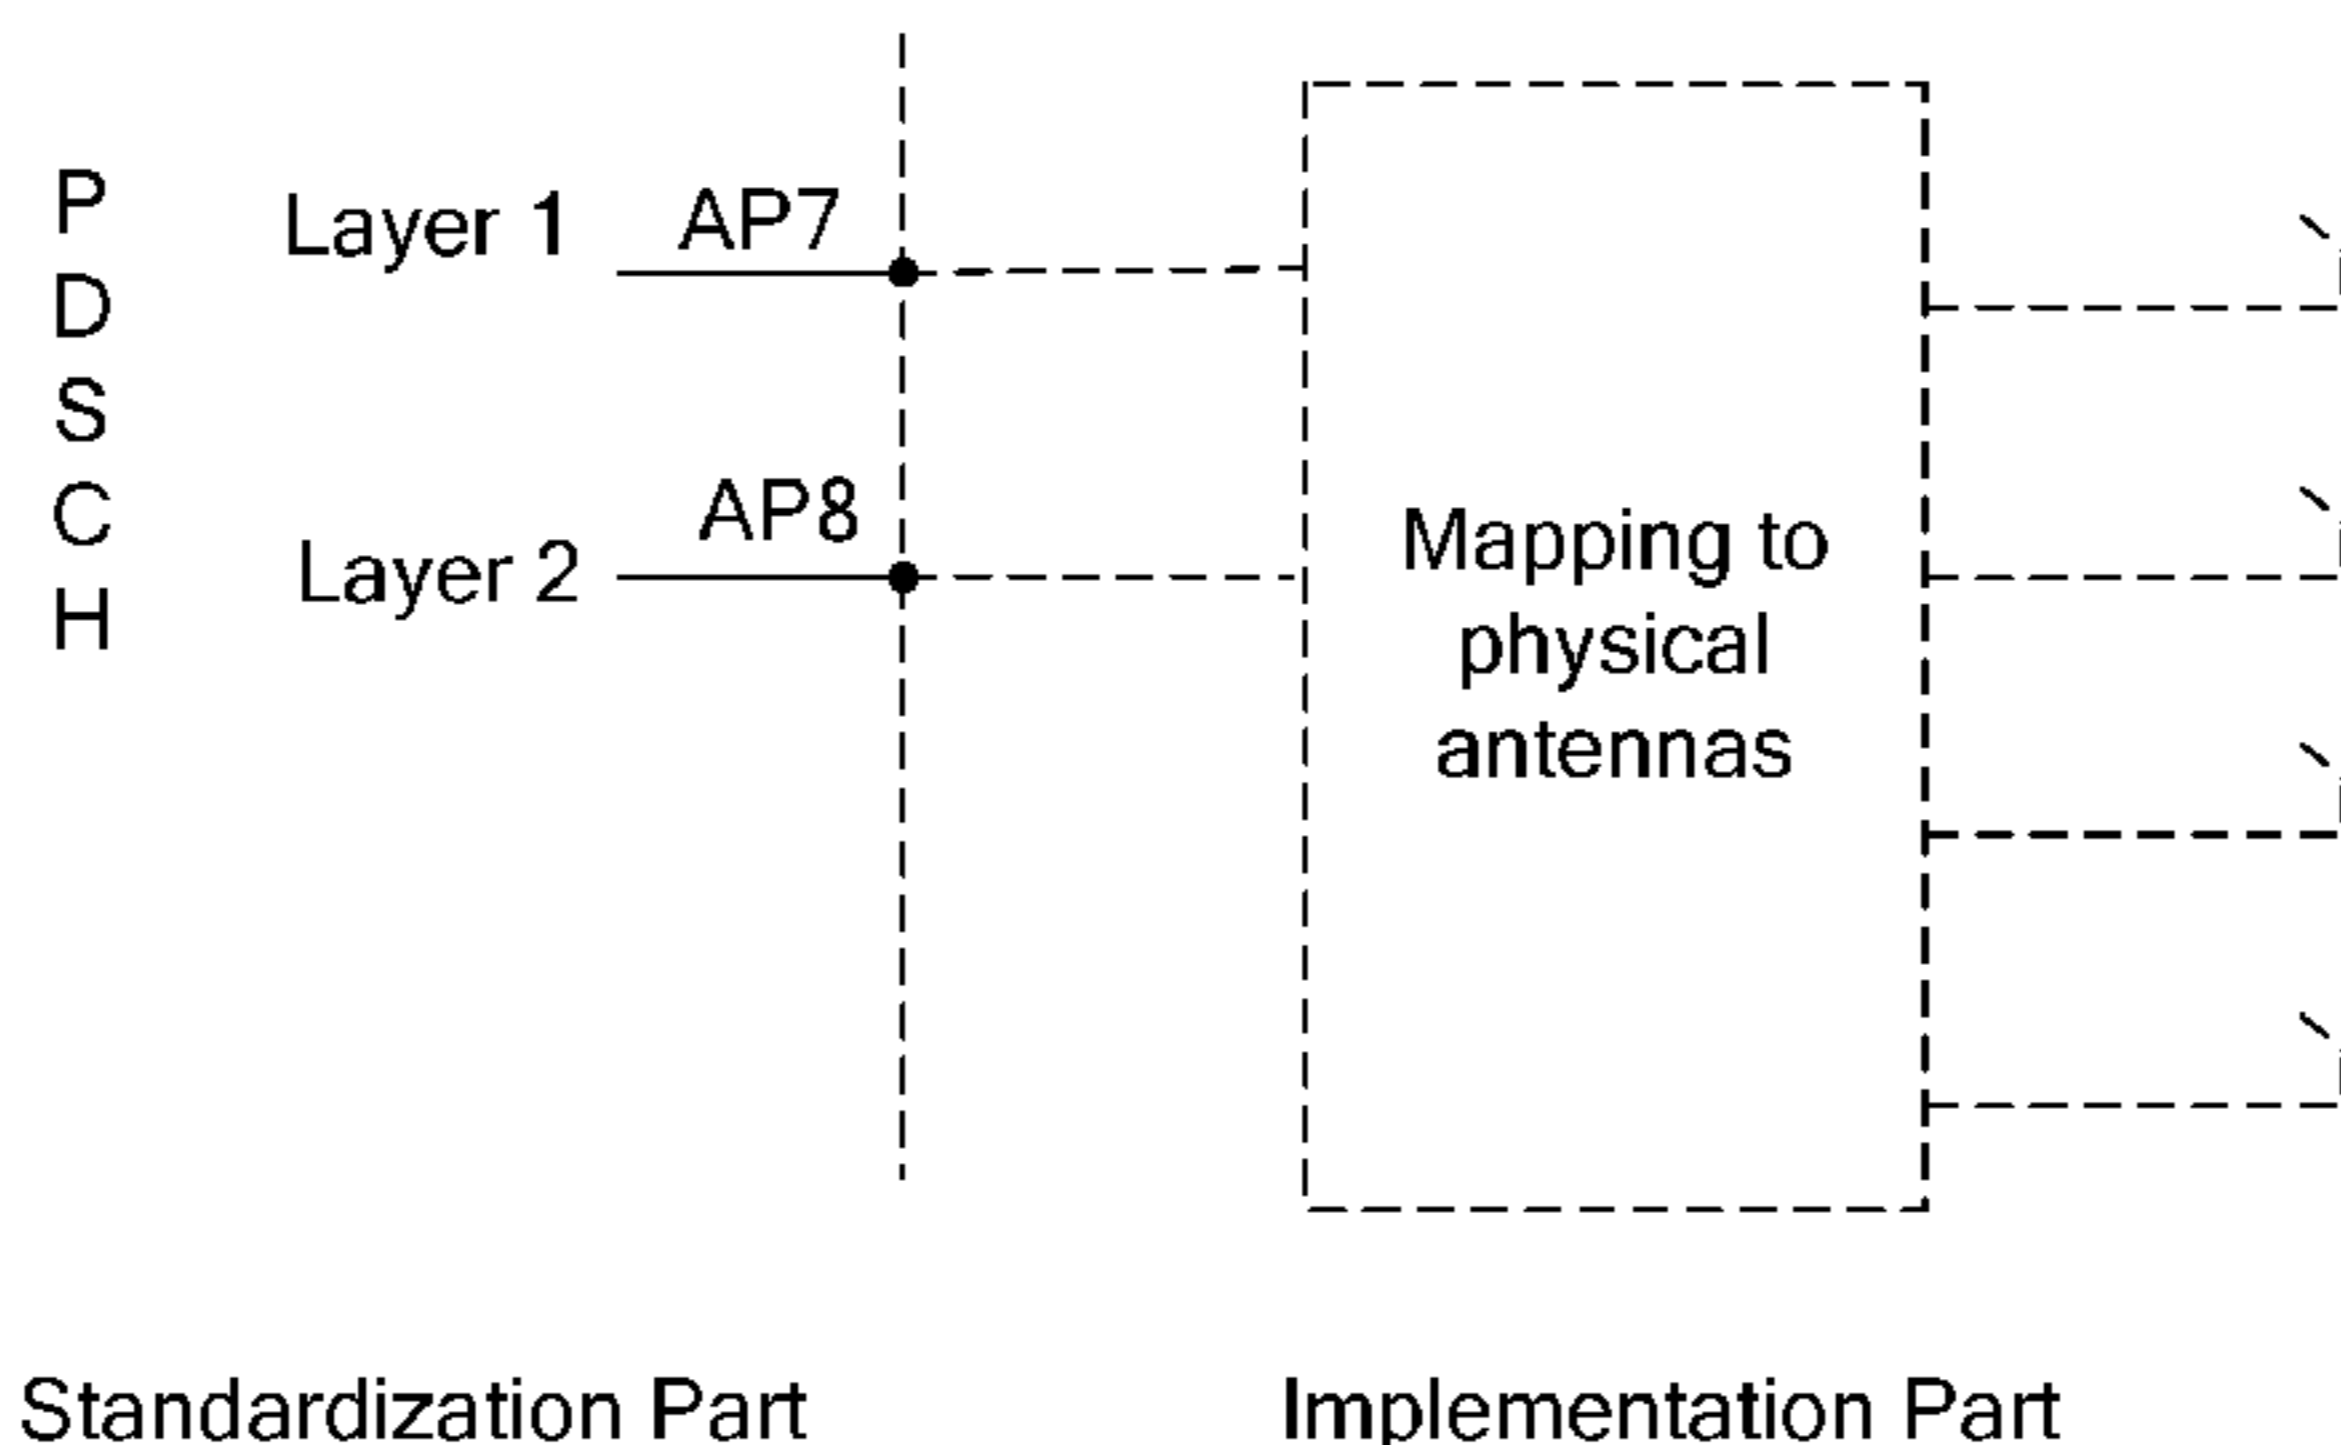 P
D
S
C
H
Layer 1
AP7
Layer 2
AP8
Mapping to
physical
antennas
Standardization Part
Implementation Part